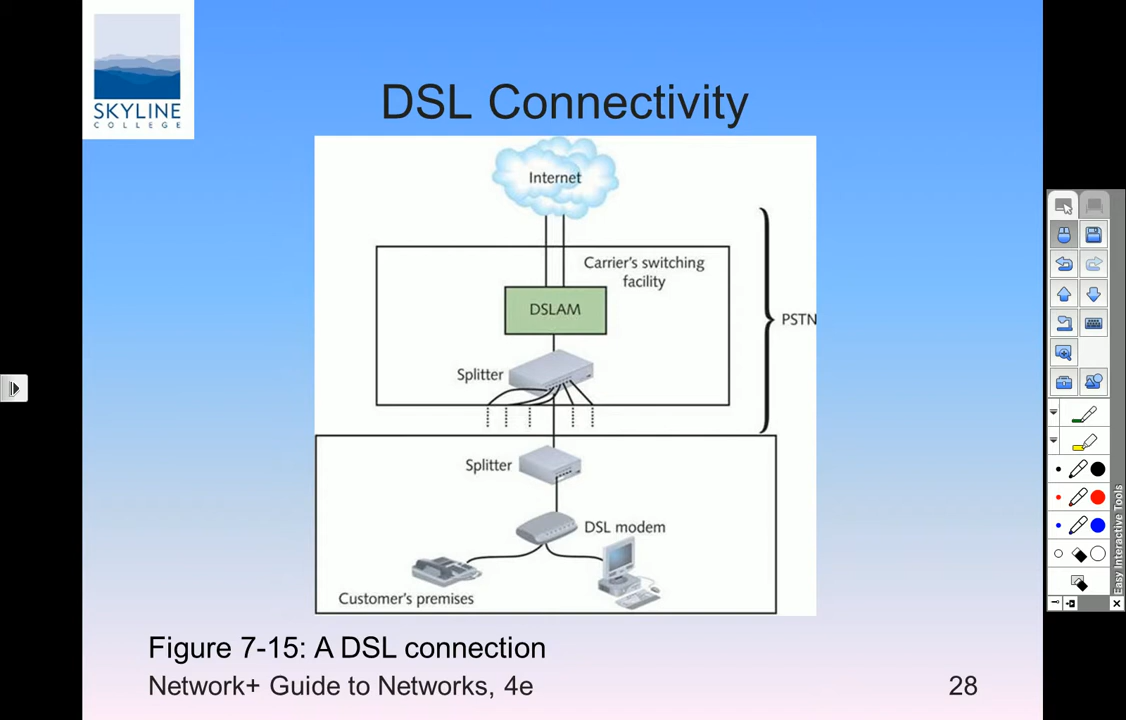 SKYLINE
COLLEGE
DSL Connectivity
Internet
Carrier's switching
facility
DSLAM
PSTN
Splitter
Splitter
DSL modem
Customer's premises
Figure 7-15: A DSL connection
Network+ Guide to Networks, 4e
28
Easy Interactive Tools